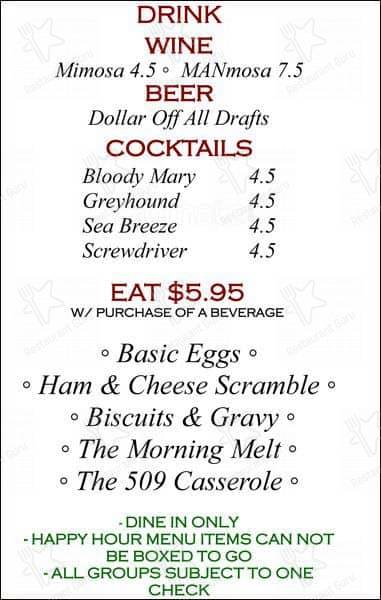 DRINK
WINE
Mimosa 4.5 ◦ MANmosa 7.5
BEER
Dollar Off All Drafts
COCKTAILS
Bloody Mary 4.5
Greyhound 4.5
Sea Breeze 4.5
Screwdriver 4.5
EAT $5.95
W/ PURCHASE OF A BEVERAGE
◦ Basic Eggs ◦
◦ Ham & Cheese Scramble ◦
◦ Biscuits & Gravy ◦
◦ The Morning Melt ◦
◦ The 509 Casserole ◦
- DINE IN ONLY
- HAPPY HOUR MENU ITEMS CAN NOT
BE BOXED TO GO
- ALL GROUPS SUBJECT TO ONE
CHECK
Restaurant Guru